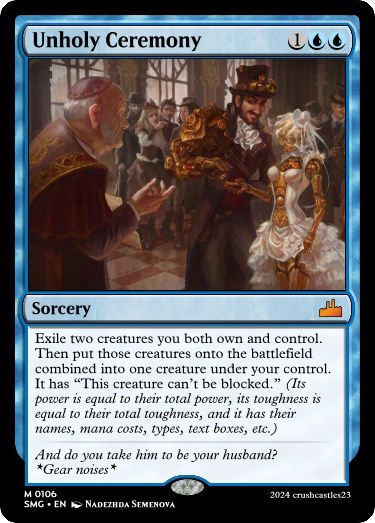 Unholy Ceremony 1
Sorcery
Exile two creatures you both own and control.
Then put those creatures onto the battlefield
combined into one creature under your control.
It has “This creature can’t be blocked.” (Its
power is equal to their total power, its toughness is
equal to their total toughness, and it has their
names, mana costs, types, text boxes, etc.)
And do you take him to be your husband?
*Gear noises*
M 0106
SMG • EN Nadezhda Semenova
2024 crushcastles23